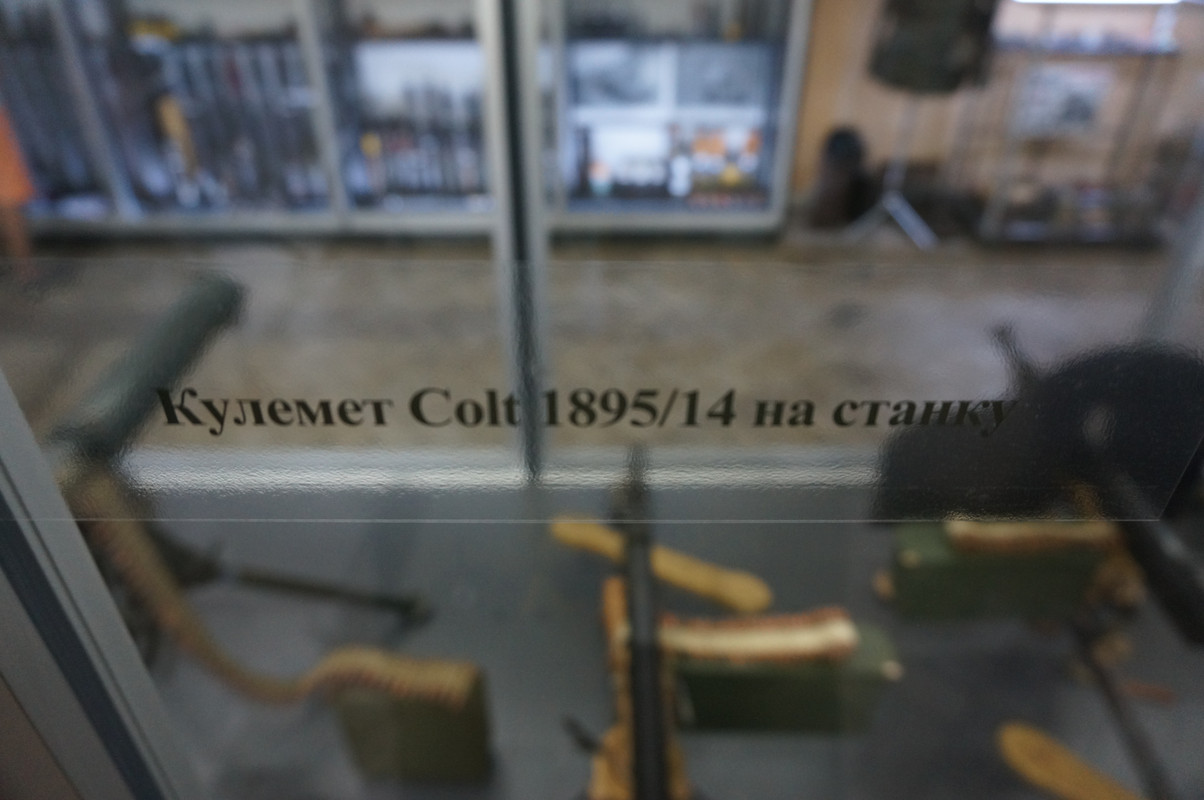 Кулемет Colt 1895/14 на станку